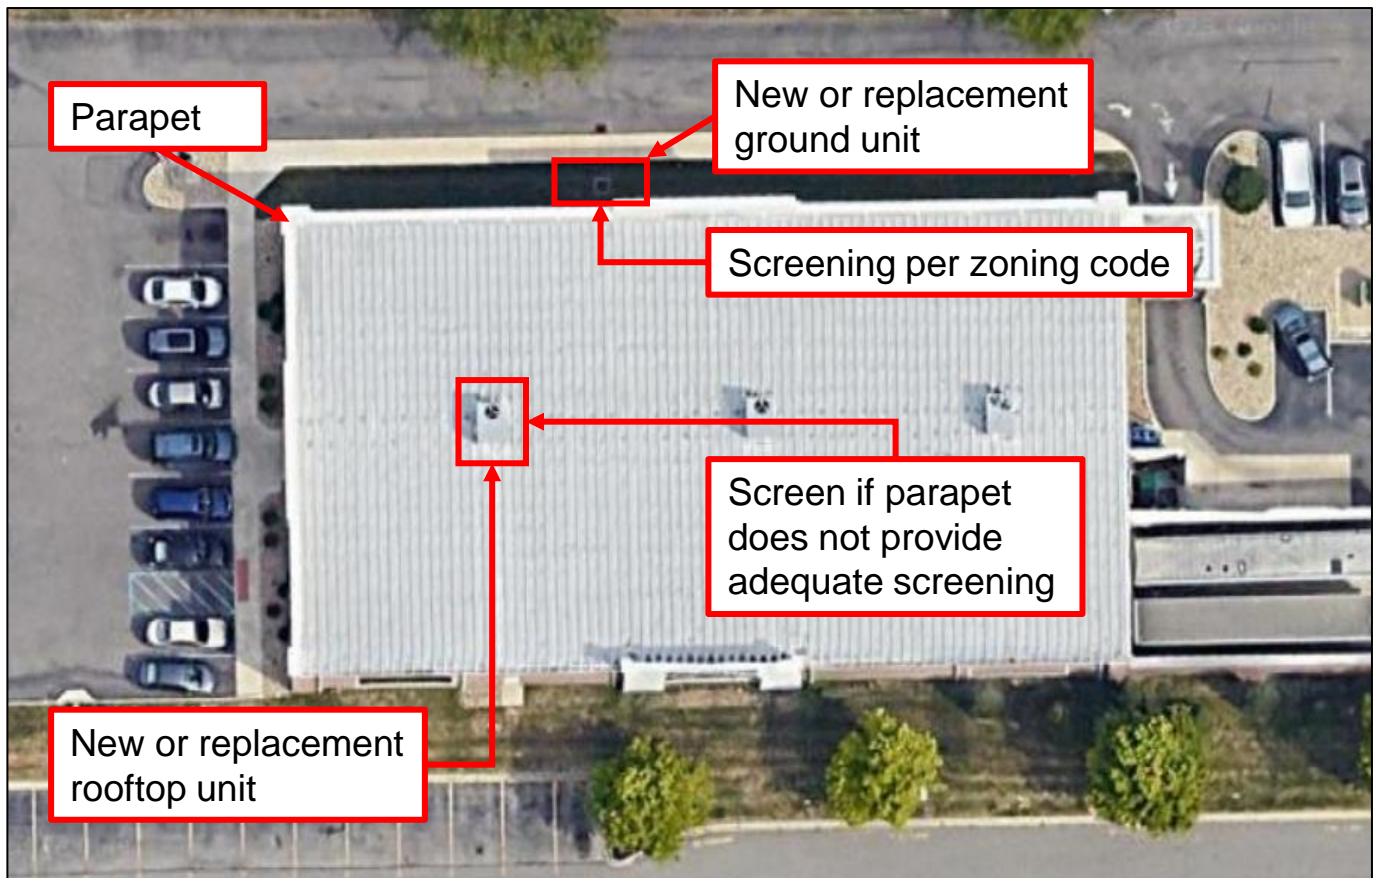 Parapet
New or replacement
ground unit
Screening per zoning code
Screen if parapet
does not provide
adequate screening
New or replacement
rooftop unit